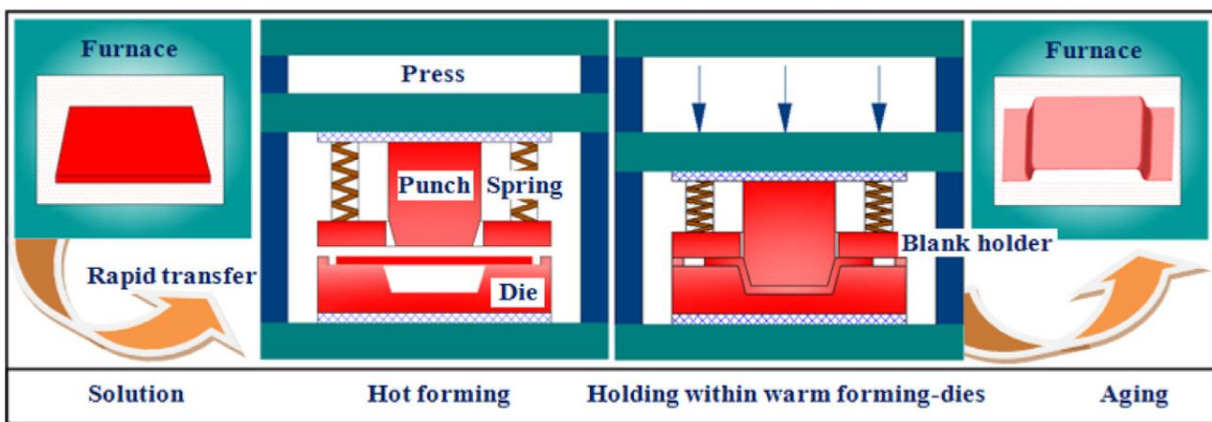 Furnace
Press
Punch
Spring
Die
Rapid transfer
Blank holder
Furnace
Solution
Hot forming
Holding within warm forming-dies
Aging